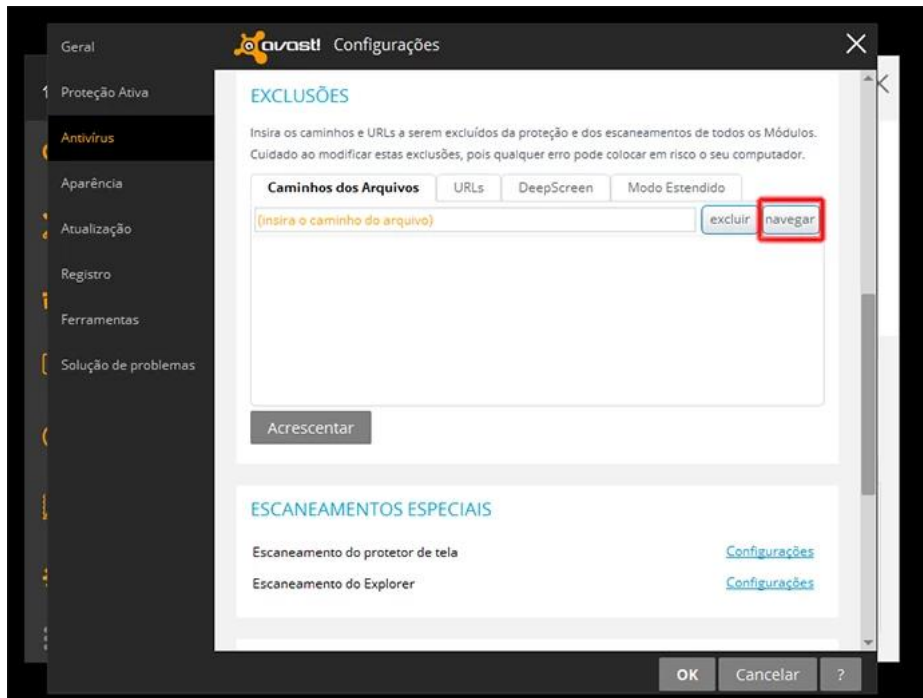 Geral
avast! Configurações
Proteção Ativa
Antivírus
Aparência
Atualização
Registro
Ferramentas
Solução de problemas
EXCLUSÕES
Insira os caminhos e URLs a serem excluídos da proteção e dos escaneamentos de todos os Módulos.
Cuidado ao modificar estas exclusões, pois qualquer erro pode colocar em risco o seu computador.
Caminhos dos Arquivos URLs DeepScreen Modo Estendido
(insira o caminho do arquivo) excluir navegar
Acrescentar
ESCANEAMENTOS ESPECIAIS
Escaneamento do protetor de tela Configurações
Escaneamento do Explorer Configurações
OK Cancelar ?